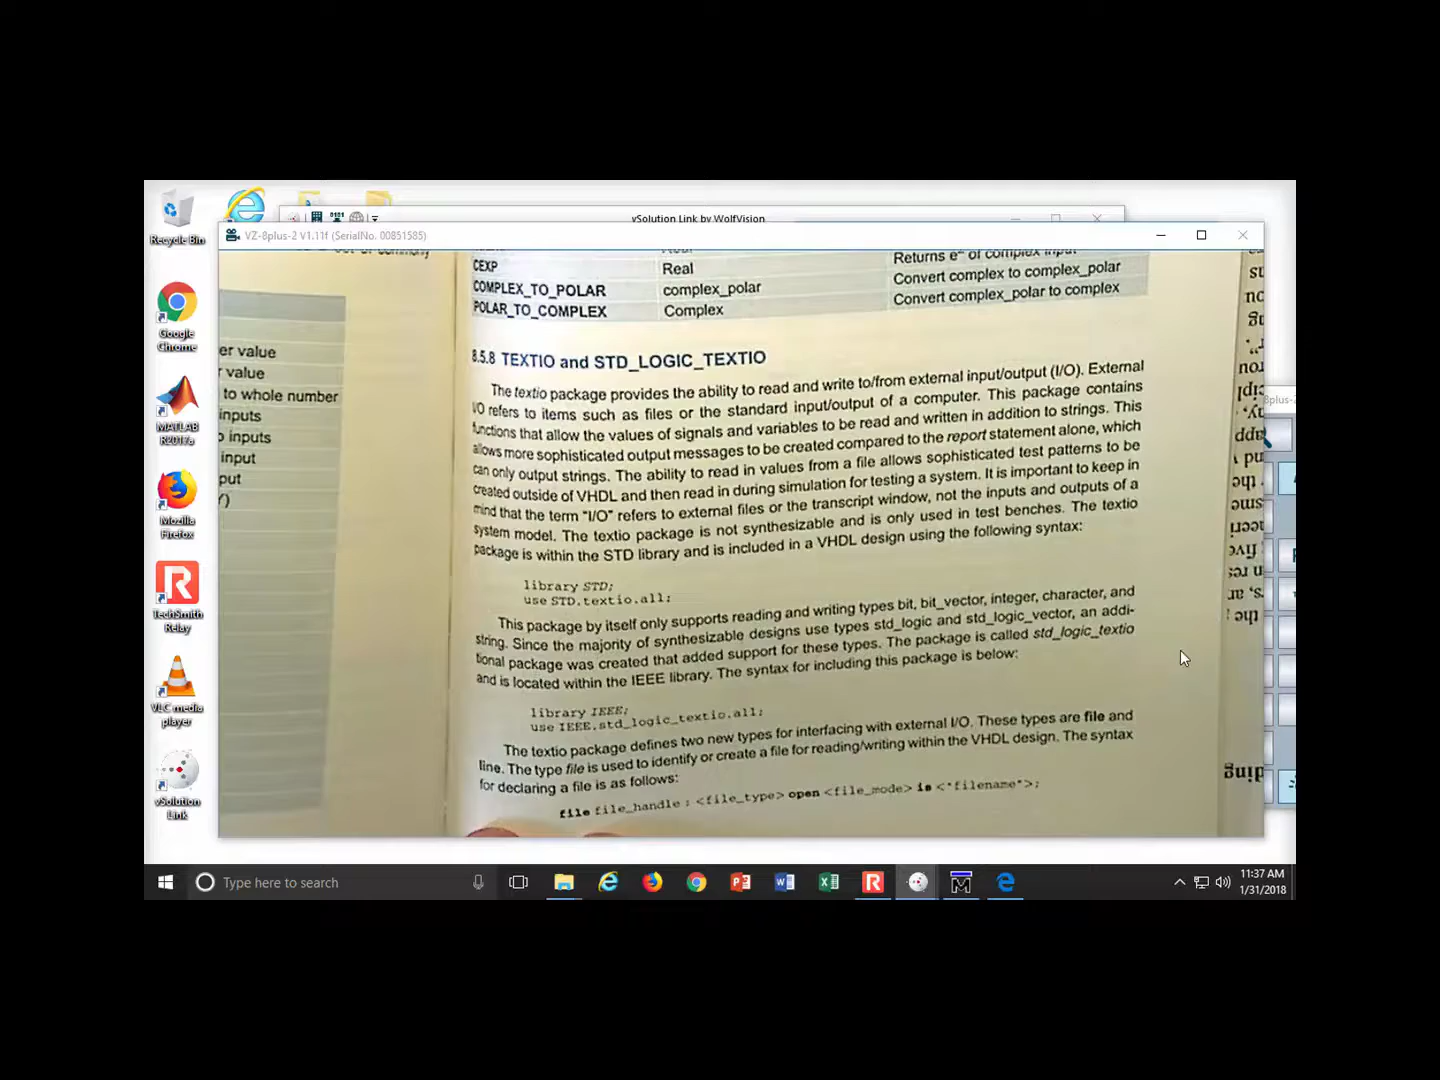 Recycle Bin
vSolution Link by WolfVision
VZ-8plus-2 V1.11f (SerialNo. 00851585)
Google Chrome
MATLAB R2017a
Mozilla Firefox
TechSmith Relay
VLC media player
vSolution Link
er value
r value
to whole number
inputs
o inputs
input
put
Returns e
of complex input
CEXP Real Convert complex to complex_polar
COMPLEX_TO_POLAR complex_polar Convert complex_polar to complex
POLAR_TO_COMPLEX Complex
8.5.8 TEXTIO and STD_LOGIC_TEXTIO
The textio package provides the ability to read and write to/from external input/output (I/O). External
I/O refers to items such as files or the standard input/output of a computer. This package contains
functions that allow the values of signals and variables to be read and written in addition to strings. This
allows more sophisticated output messages to be created compared to the report statement alone, which
can only output strings. The ability to read in values from a file allows sophisticated test patterns to be
created outside of VHDL and then read in during simulation for testing a system. It is important to keep in
mind that the term "I/O" refers to external files or the transcript window, not the inputs and outputs of a
system model. The textio package is not synthesizable and is only used in test benches. The textio
package is within the STD library and is included in a VHDL design using the following syntax:
library STD;
use STD.textio.all;
This package by itself only supports reading and writing types bit, bit_vector, integer, character, and
string. Since the majority of synthesizable designs use types std_logic and std_logic_vector, an addi-
tional package was created that added support for these types. The package is called std_logic_textio
and is located within the IEEE library. The syntax for including this package is below:
library IEEE;
use IEEE.std_logic_textio.all;
The textio package defines two new types for interfacing with external I/O. These types are file and
line. The type file is used to identify or create a file for reading/writing within the VHDL design. The syntax
for declaring a file is as follows:
file file_handle : <file_type> open <file_mode> is <"filename">;
Type here to search
11:37 AM
1/31/2018